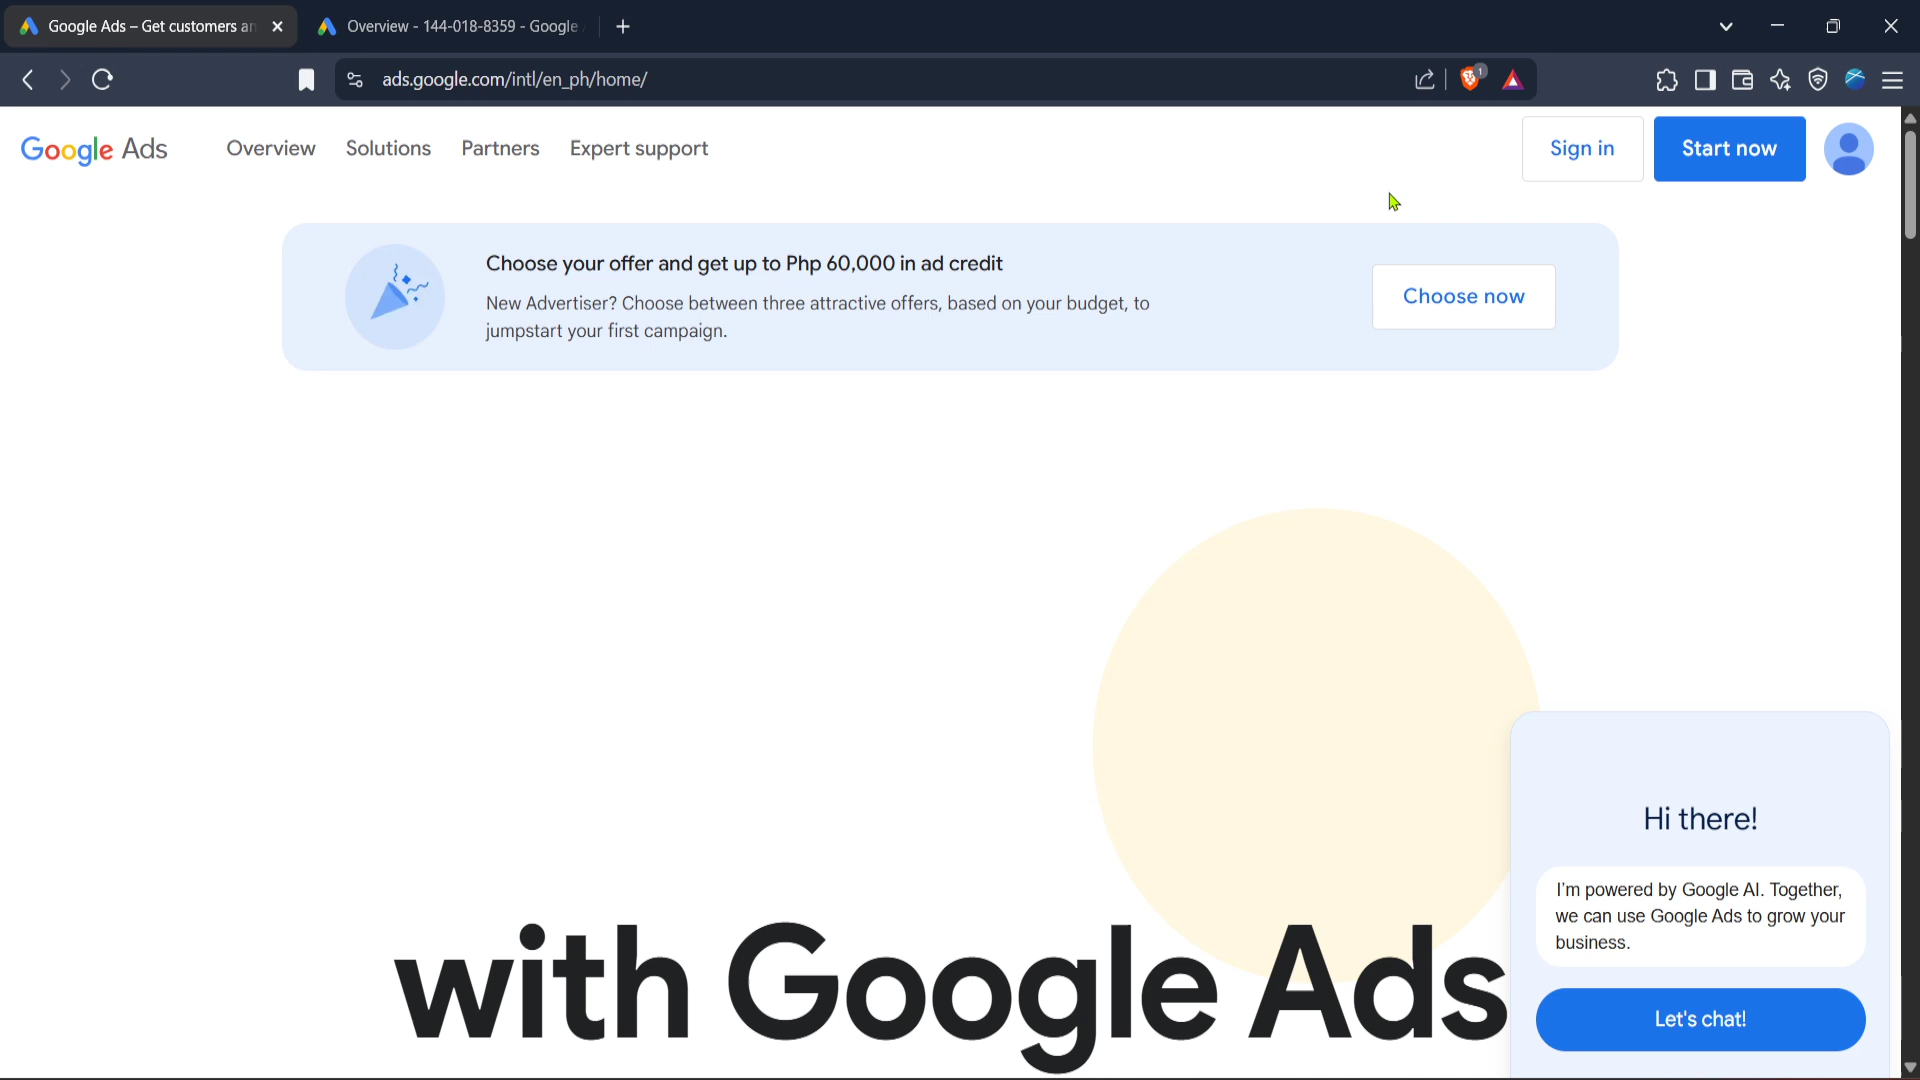 Google Ads – Get customers an
Overview - 144-018-8359 - Google
ads.google.com/intl/en_ph/home/
1
Google Ads
Overview
Solutions
Partners
Expert support
Sign in
Start now
Choose your offer and get up to Php 60,000 in ad credit
New Advertiser? Choose between three attractive offers, based on your budget, to
jumpstart your first campaign.
Choose now
with Google Ads
Hi there!
I'm powered by Google AI. Together,
we can use Google Ads to grow your
business.
Let's chat!